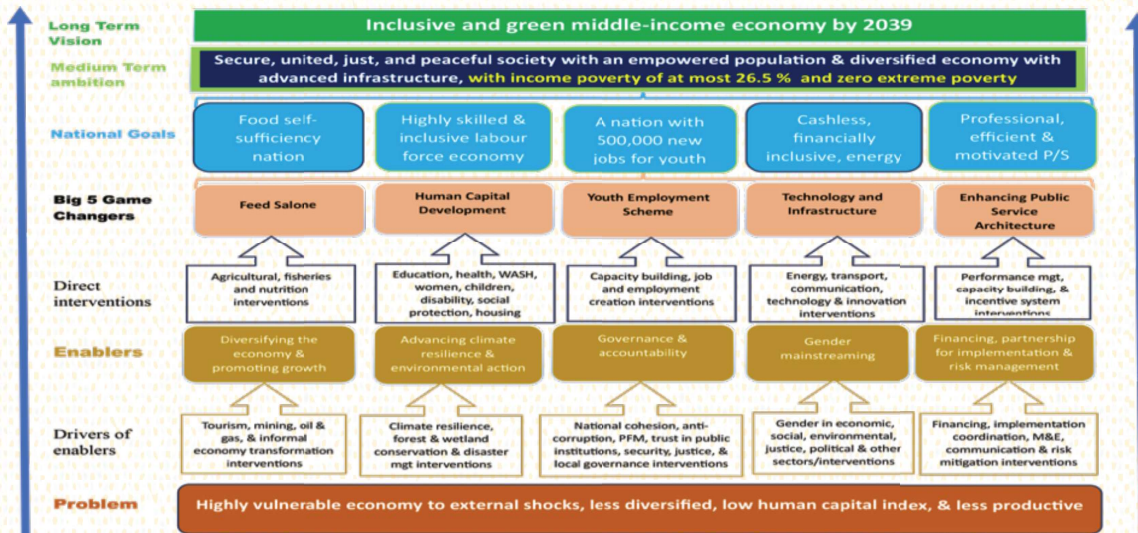 Long Term
Vision
Inclusive and green middle-income economy by 2039
Medium Term
ambition
Secure, united, just, and peaceful society with an empowered population & diversified economy with
advanced infrastructure, with income poverty of at most 26.5 % and zero extreme poverty
National Goals
Food self-
sufficiency
nation
Highly skilled &
inclusive labour
force economy
A nation with
500,000 new
jobs for youth
Cashless,
financially
inclusive, energy
Professional,
efficient &
motivated P/S
Big 5 Game
Changers
Feed Salone
Human Capital
Development
Youth Employment
Scheme
Technology and
Infrastructure
Enhancing Public
Service
Architecture
Direct
interventions
Agricultural, fisheries
and nutrition
interventions
Education, health, WASH,
women, children,
disability, social
protection, housing
Capacity building, job
and employment
creation interventions
Energy, transport,
communication,
technology & innovation
interventions
Performance mgt,
capacity building, &
incentive system
interventions
Enablers
Diversifying the
economy &
promoting growth
Advancing climate
resilience &
environmental action
Governance &
accountability
Gender
mainstreaming
Financing, partnership
for implementation &
risk management
Drivers of
enablers
Tourism, mining, oil &
gas, & informal
economy transformation
interventions
Climate resilience,
forest & wetland
conservation & disaster
mgt interventions
National cohesion, anti-
corruption, PFM, trust in public
institutions, security, justice, &
local governance interventions
Gender in economic,
social, environmental,
justice, political & other
sectors/interventions
Financing, implementation
coordination, M&E,
communication & risk
mitigation interventions
Problem
Highly vulnerable economy to external shocks, less diversified, low human capital index, & less productive